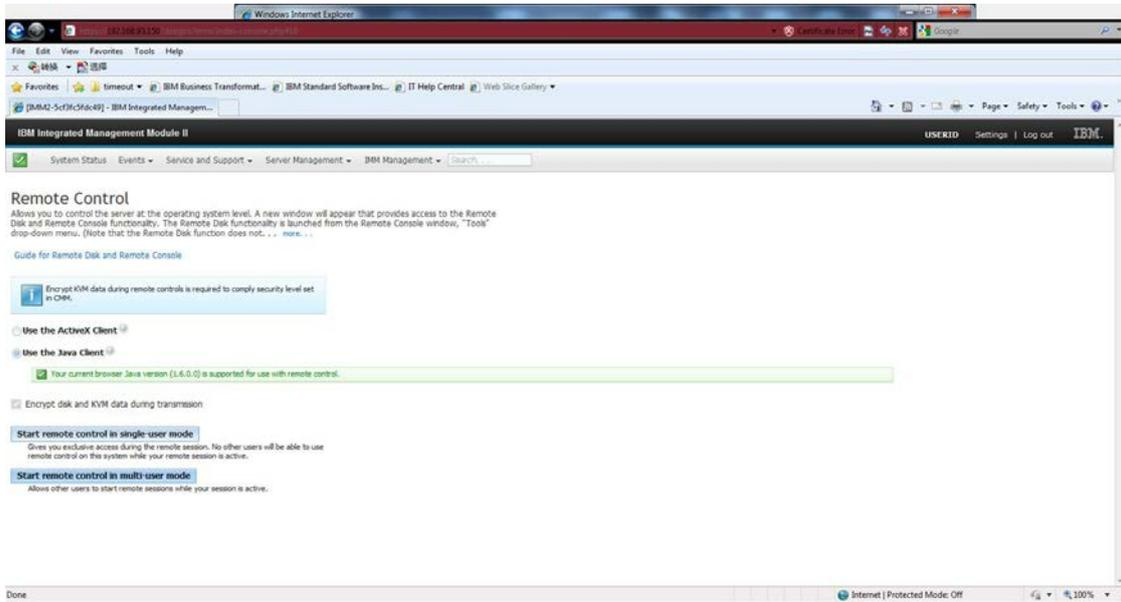 Windows Internet Explorer
Certificate Error
Google
File Edit View Favorites Tools Help
× 转换 选择
Favorites timeout IBM Business Transformat... IBM Standard Software Ins... IT Help Central Web Slice Gallery
[IMM2-5cf3fc5fdc49] - IBM Integrated Managem...
Page Safety Tools
IBM Integrated Management Module II
USERID Settings | Log out IBM.
System Status Events Service and Support Server Management IMM Management Search...
Remote Control
Allows you to control the server at the operating system level. A new window will appear that provides access to the Remote
Disk and Remote Console functionality. The Remote Disk functionality is launched from the Remote Console window, "Tools"
drop-down menu. (Note that the Remote Disk function does not. . . more. . .
Guide for Remote Disk and Remote Console
Encrypt KVM data during remote controls is required to comply security level set
in CMM.
Use the ActiveX Client
Use the Java Client
Your current browser Java version (1.6.0.0) is supported for use with remote control.
Encrypt disk and KVM data during transmission
Start remote control in single-user mode
Gives you exclusive access during the remote session. No other users will be able to use
remote control on this system while your remote session is active.
Start remote control in multi-user mode
Allows other users to start remote sessions while your session is active.
Done
Internet | Protected Mode: Off
100%